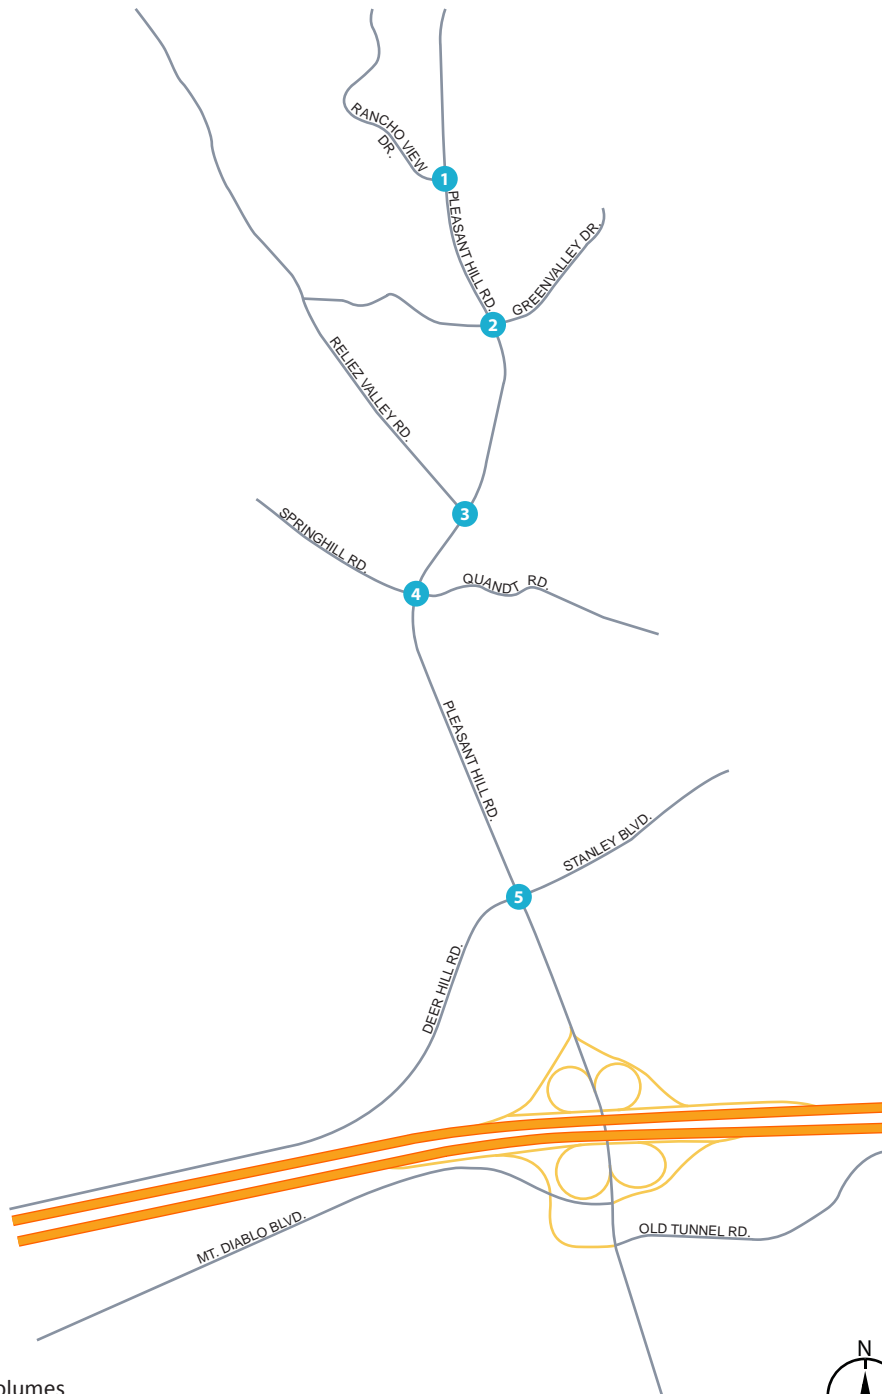 RANCHO VIEW
DR.
1
PLEASANT HILL RD.
GREENVALLEY DR.
2
RELIEZ VALLEY RD.
3
SPRINGHILL RD.
QUANDT RD.
4
PLEASANT HILL RD.
STANLEY BLVD.
5
DEER HILL RD.
MT. DIABLO BLVD.
OLD TUNNEL RD.
N
olumes